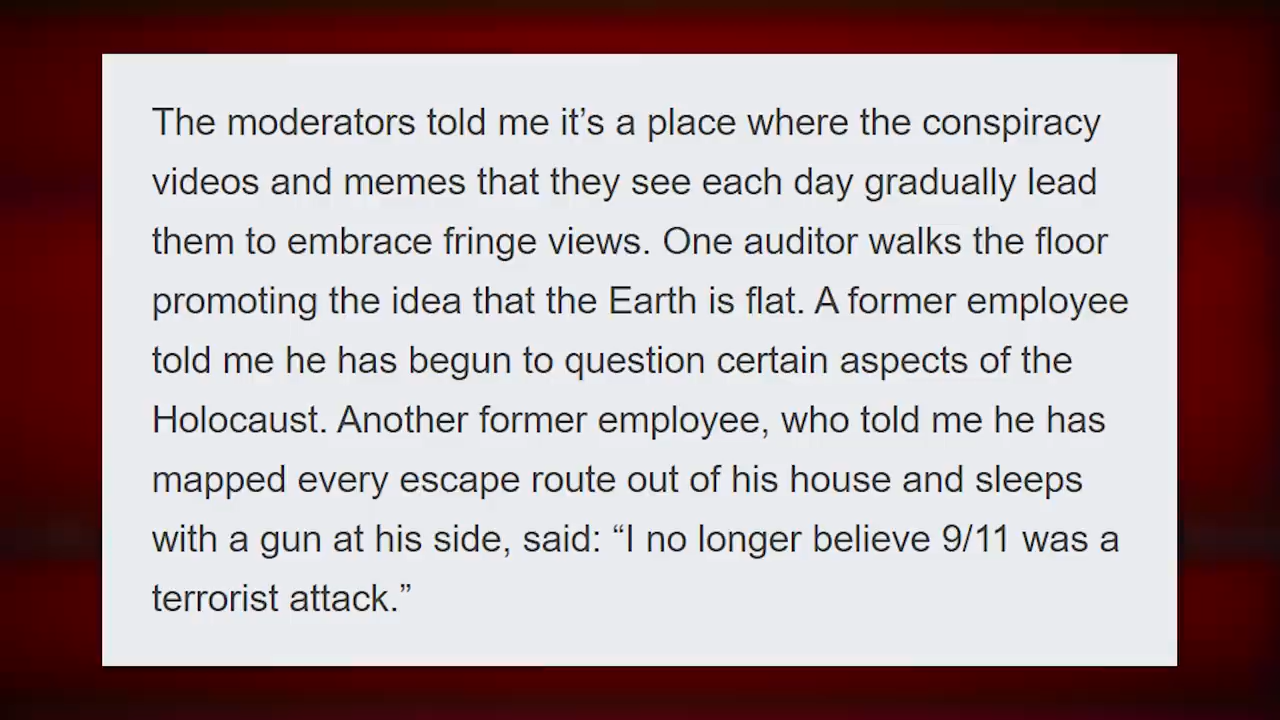 The moderators told me it’s a place where the conspiracy
videos and memes that they see each day gradually lead
them to embrace fringe views. One auditor walks the floor
promoting the idea that the Earth is flat. A former employee
told me he has begun to question certain aspects of the
Holocaust. Another former employee, who told me he has
mapped every escape route out of his house and sleeps
with a gun at his side, said: “I no longer believe 9/11 was a
terrorist attack.”